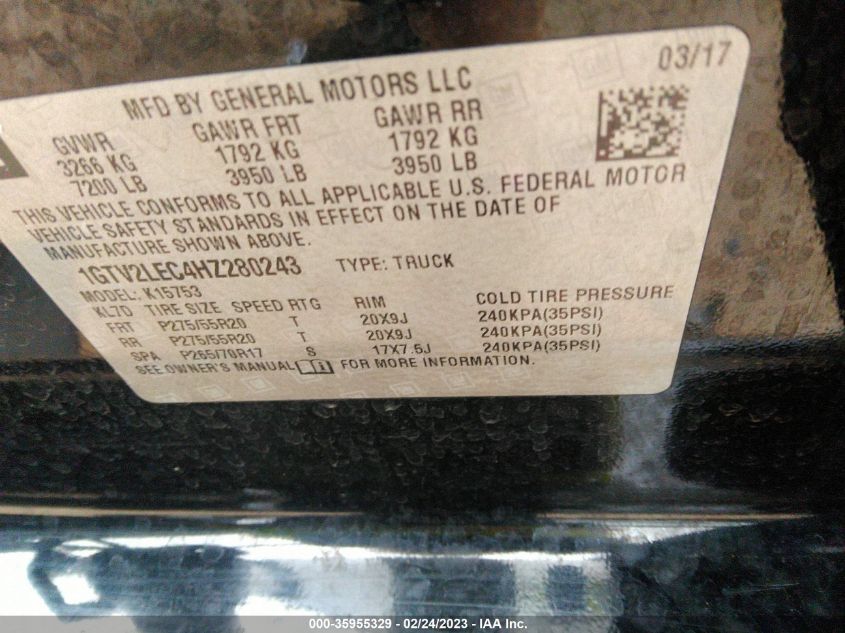 03/17
MFD BY GENERAL MOTORS LLC
GVWR GAWR FRT GAWR RR
3266 KG 1792 KG 1792 KG
7200 LB 3950 LB 3950 LB
THIS VEHICLE CONFORMS TO ALL APPLICABLE U.S. FEDERAL MOTOR
VEHICLE SAFETY STANDARDS IN EFFECT ON THE DATE OF
MANUFACTURE SHOWN ABOVE.
1GTV2LEC4HZ280243 TYPE: TRUCK
MODEL: K15753
KL7D TIRE SIZE SPEED RTG RIM COLD TIRE PRESSURE
FRT P275/55R20 T 20X9J 240KPA(35PSI)
RR P275/55R20 T 20X9J 240KPA(35PSI)
SPA P265/70R17 S 17X7.5J 240KPA(35PSI)
SEE OWNER'S MANUAL FOR MORE INFORMATION.
000-35955329 - 02/24/2023 - IAA Inc.